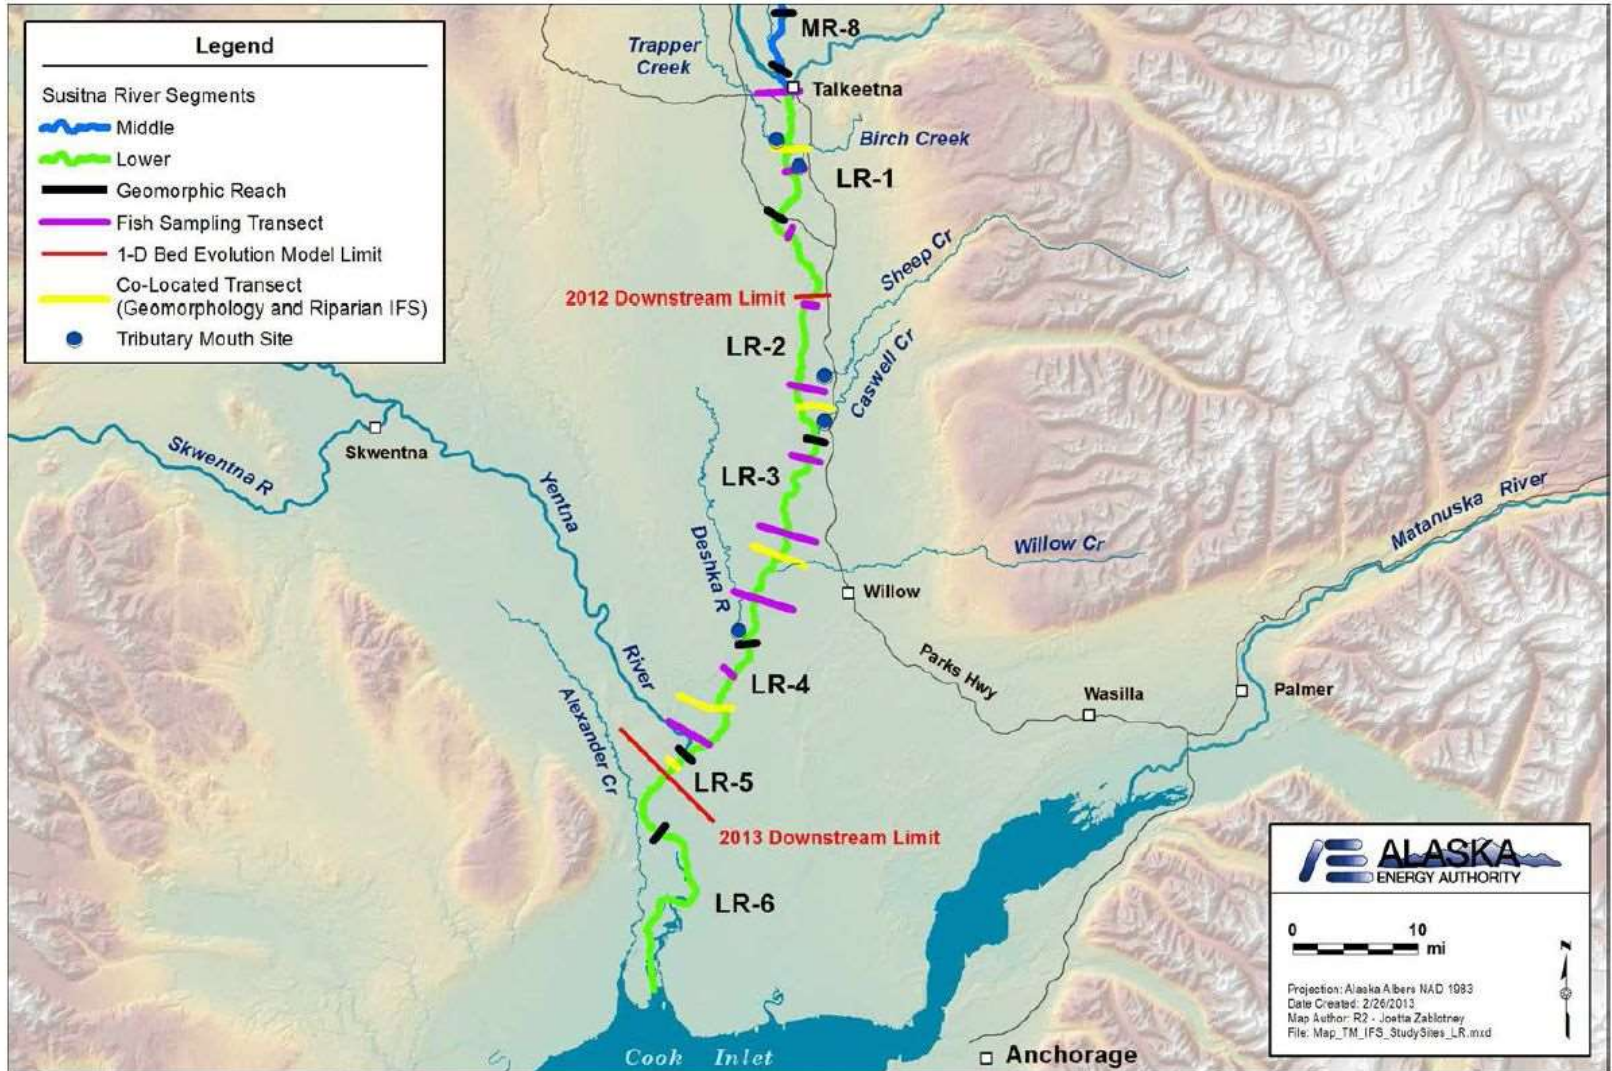 Legend
Susitna River Segments
Middle
Lower
Geomorphic Reach
Fish Sampling Transect
1-D Bed Evolution Model Limit
Co-Located Transect
(Geomorphology and Riparian IFS)
Tributary Mouth Site
MR-8
Trapper
Creek
Talkeetna
Birch Creek
LR-1
Sheep Cr
2012 Downstream Limit
LR-2
Caswell Cr
Skwentna R
Skwentna
Yentna
LR-3
Matanuska River
Deshka R
Willow Cr
Willow
River
Parks Hwy
LR-4
Wasilla
Palmer
Alexander Cr
LR-5
2013 Downstream Limit
LR-6
ALASKA
ENERGY AUTHORITY
0 10
mi
N
Projection: Alaska Albers NAD 1983
Date Created: 2/26/2013
Map Author: R2 - Joetta Zablotney
File: Map_TM_IFS_StudySites_LR.mxd
Cook Inlet
Anchorage